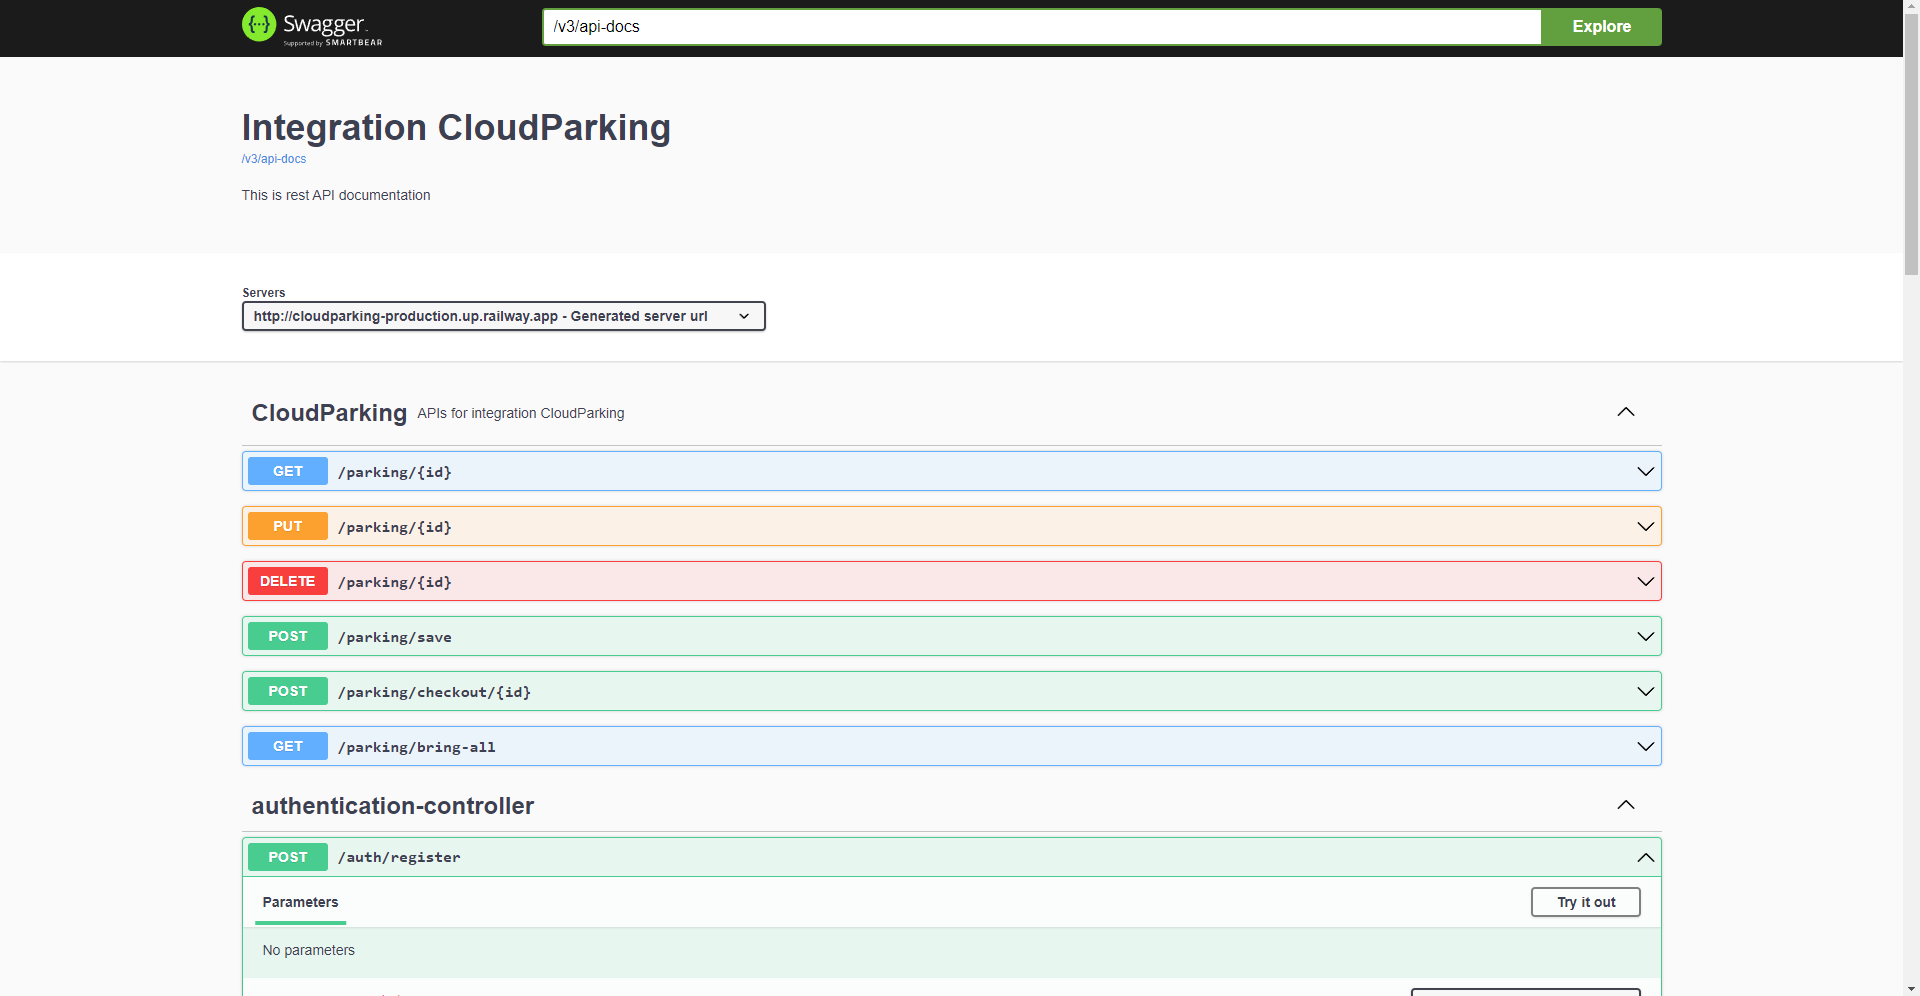 Swagger
Supported by SMARTBEAR
/v3/api-docs
Explore
Integration CloudParking
/v3/api-docs
This is rest API documentation
Servers
http://cloudparking-production.up.railway.app - Generated server url
CloudParking APIs for integration CloudParking
GET /parking/{id}
PUT /parking/{id}
DELETE /parking/{id}
POST /parking/save
POST /parking/checkout/{id}
GET /parking/bring-all
authentication-controller
POST /auth/register
Parameters
Try it out
No parameters